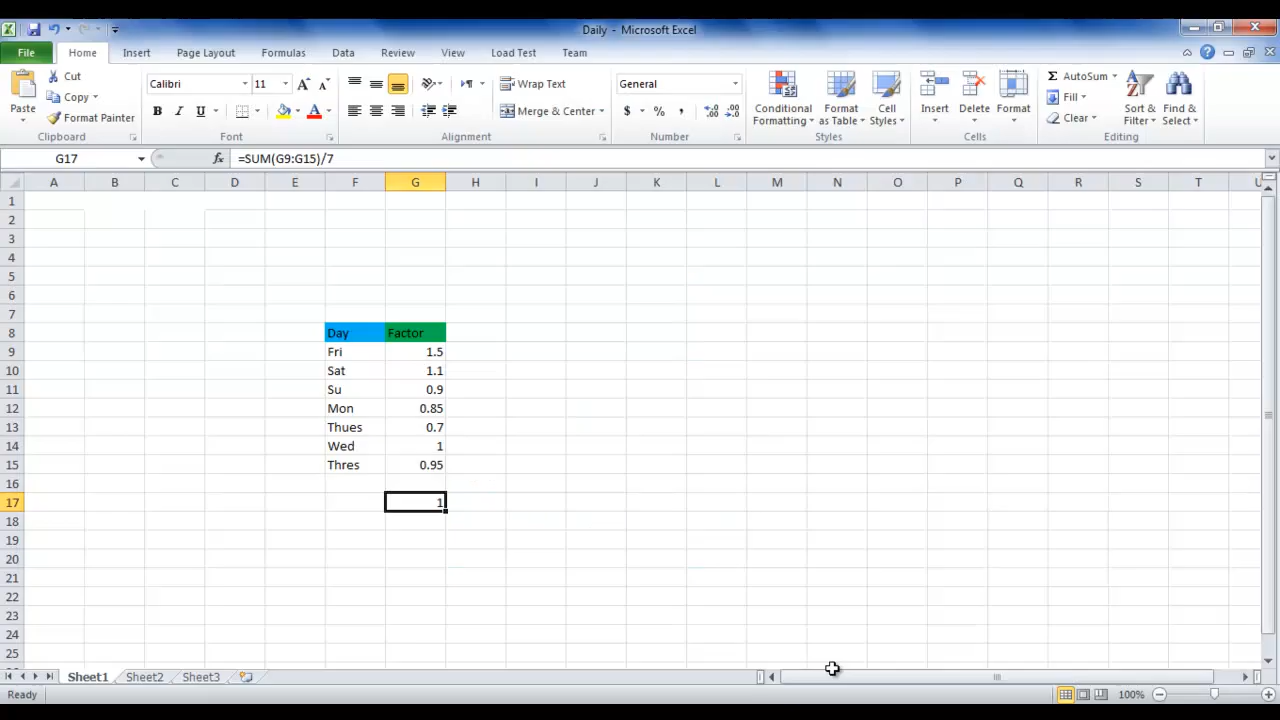 Daily - Microsoft Excel
File Home Insert Page Layout Formulas Data Review View Load Test Team
Paste
Cut
Copy
Format Painter
Clipboard
Calibri 11
B I U
Font
Wrap Text
Merge & Center
Alignment
General
$ % ,
Number
Conditional Formatting
Format as Table
Cell Styles
Styles
Insert Delete Format
Cells
Σ AutoSum
Fill
Clear
Sort & Filter
Find & Select
Editing
G17 fx =SUM(G9:G15)/7
A B C D E F G H I J K L M N O P Q R S T U
1
2
3
4
5
6
7
8 Day Factor
9 Fri 1.5
10 Sat 1.1
11 Su 0.9
12 Mon 0.85
13 Thues 0.7
14 Wed 1
15 Thres 0.95
16
17 1
18
19
20
21
22
23
24
25
Sheet1 Sheet2 Sheet3
Ready 100%